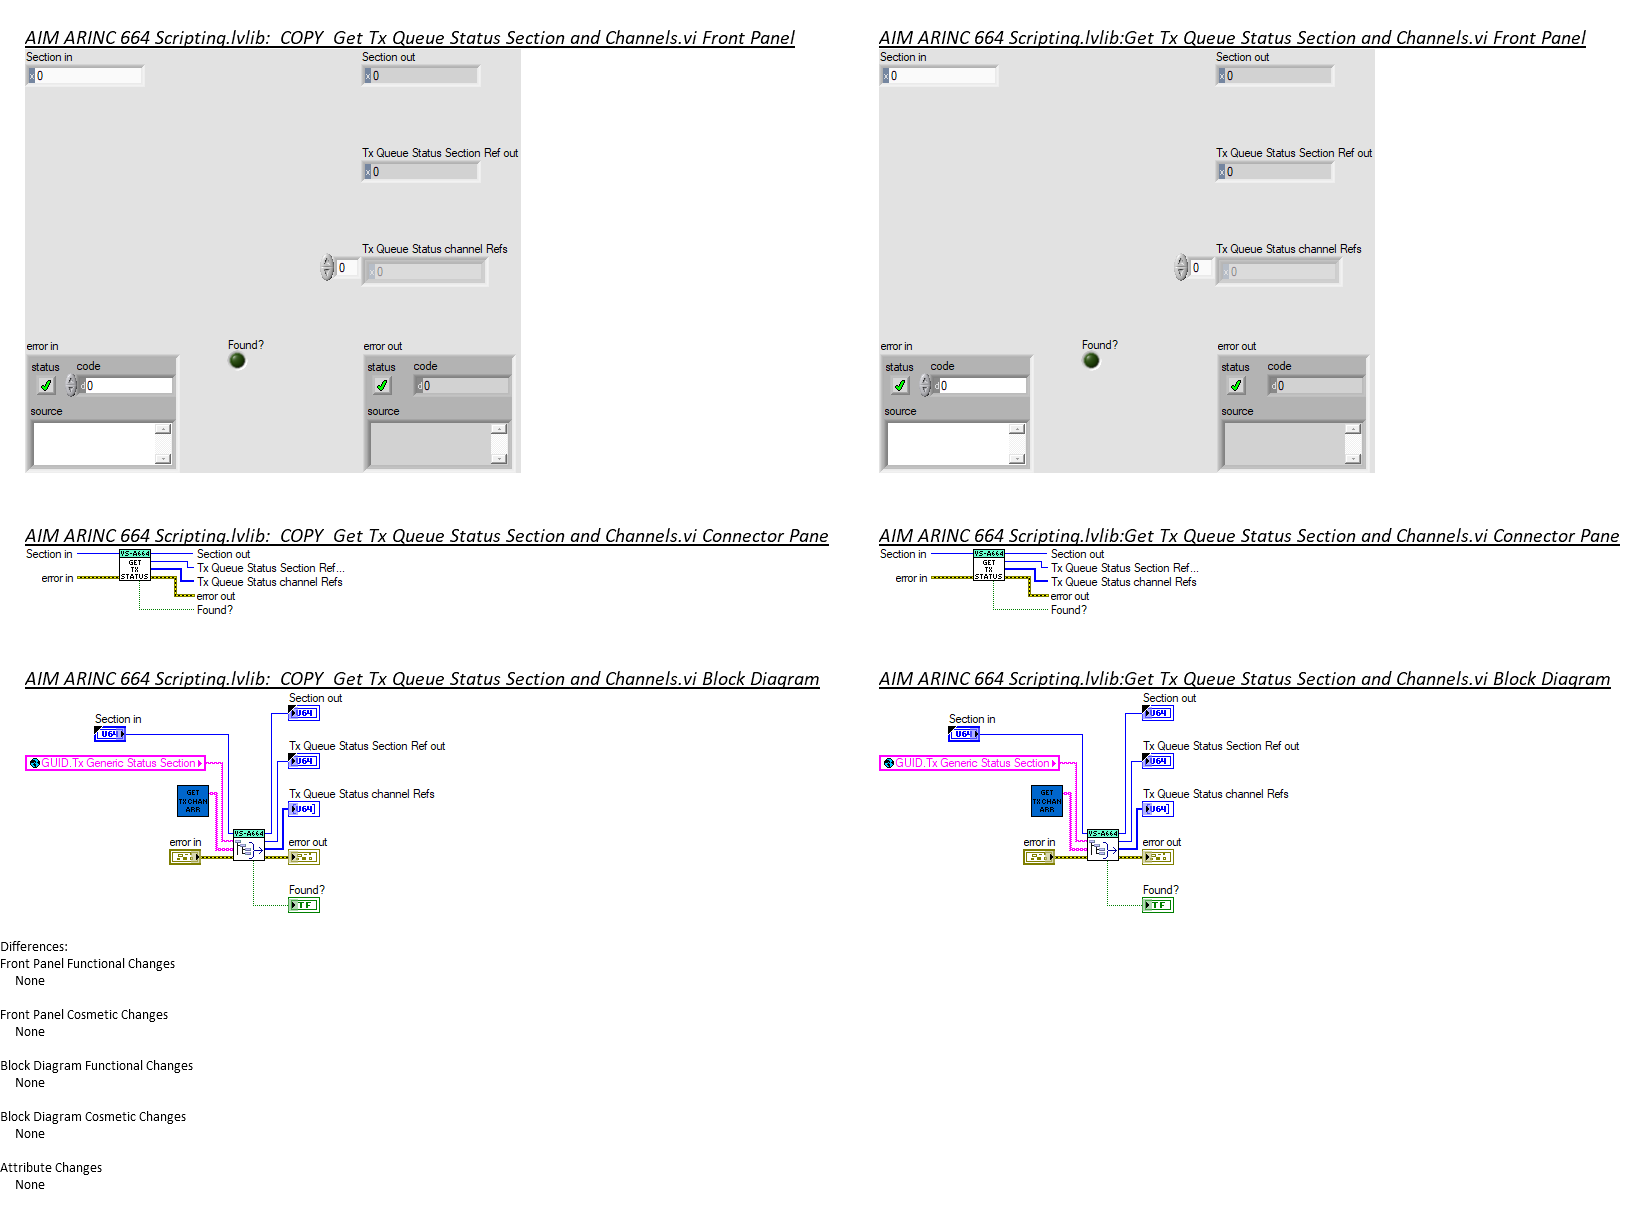 AIM ARINC 664 Scripting.lvlib:  COPY  Get Tx Queue Status Section and Channels.vi Front Panel
Section in
x 0
Section out
x 0
Tx Queue Status Section Ref out
x 0
Tx Queue Status channel Refs
0
x 0
error in
status
code
d 0
source
Found?
error out
status
code
d 0
source
AIM ARINC 664 Scripting.lvlib:Get Tx Queue Status Section and Channels.vi Front Panel
Section in
x 0
Section out
x 0
Tx Queue Status Section Ref out
x 0
Tx Queue Status channel Refs
0
x 0
error in
status
code
d 0
source
Found?
error out
status
code
d 0
source
AIM ARINC 664 Scripting.lvlib:  COPY  Get Tx Queue Status Section and Channels.vi Connector Pane
Section in
error in
VS-A664
GET
TX
STATUS
Section out
Tx Queue Status Section Ref...
Tx Queue Status channel Refs
error out
Found?
AIM ARINC 664 Scripting.lvlib:Get Tx Queue Status Section and Channels.vi Connector Pane
Section in
error in
VS-A664
GET
TX
STATUS
Section out
Tx Queue Status Section Ref...
Tx Queue Status channel Refs
error out
Found?
AIM ARINC 664 Scripting.lvlib:  COPY  Get Tx Queue Status Section and Channels.vi Block Diagram
Section out
U64
Section in
U64
Tx Queue Status Section Ref out
U64
GUID.Tx Generic Status Section
GET
TX CHAN
ARR
Tx Queue Status channel Refs
U64]
VS-A664
error in
error out
Found?
TF
AIM ARINC 664 Scripting.lvlib:Get Tx Queue Status Section and Channels.vi Block Diagram
Section out
U64
Section in
U64
Tx Queue Status Section Ref out
U64
GUID.Tx Generic Status Section
GET
TX CHAN
ARR
Tx Queue Status channel Refs
U64]
VS-A664
error in
error out
Found?
TF
Differences:
Front Panel Functional Changes
None
Front Panel Cosmetic Changes
None
Block Diagram Functional Changes
None
Block Diagram Cosmetic Changes
None
Attribute Changes
None